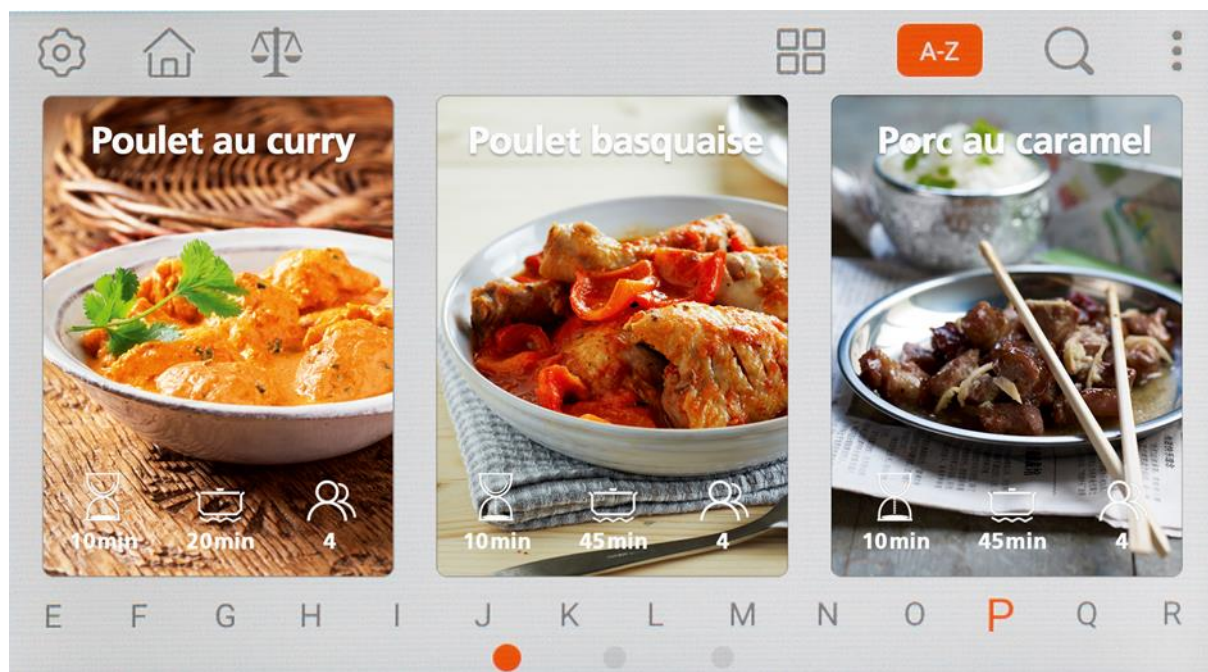 A-Z
Poulet au curry
Poulet basquaise
Porc au caramel
10min 20min 4
10min 45min 4
10min 45min 4
E F G H I J K L M N O P Q R